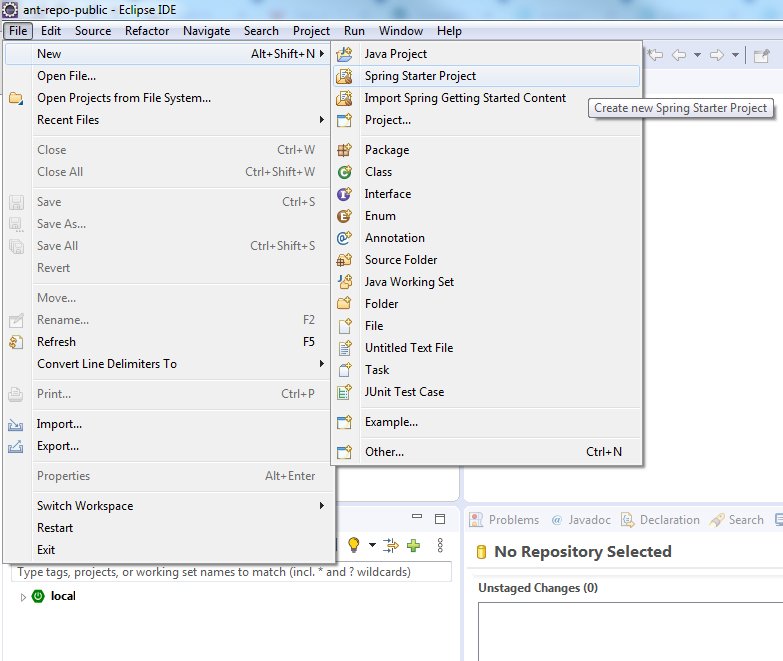 ant-repo-public - Eclipse IDE
File Edit Source Refactor Navigate Search Project Run Window Help
New Alt+Shift+N
Open File...
Open Projects from File System...
Recent Files
Close Ctrl+W
Close All Ctrl+Shift+W
Save Ctrl+S
Save As...
Save All Ctrl+Shift+S
Revert
Move...
Rename... F2
Refresh F5
Convert Line Delimiters To
Print... Ctrl+P
Import...
Export...
Properties Alt+Enter
Switch Workspace
Restart
Exit
Java Project
Spring Starter Project
Import Spring Getting Started Content
Project...
Package
Class
Interface
Enum
Annotation
Source Folder
Java Working Set
Folder
File
Untitled Text File
Task
JUnit Test Case
Example...
Other... Ctrl+N
Create new Spring Starter Project
Type tags, projects, or working set names to match (incl. * and ? wildcards)
local
Problems @ Javadoc Declaration Search
No Repository Selected
Unstaged Changes (0)